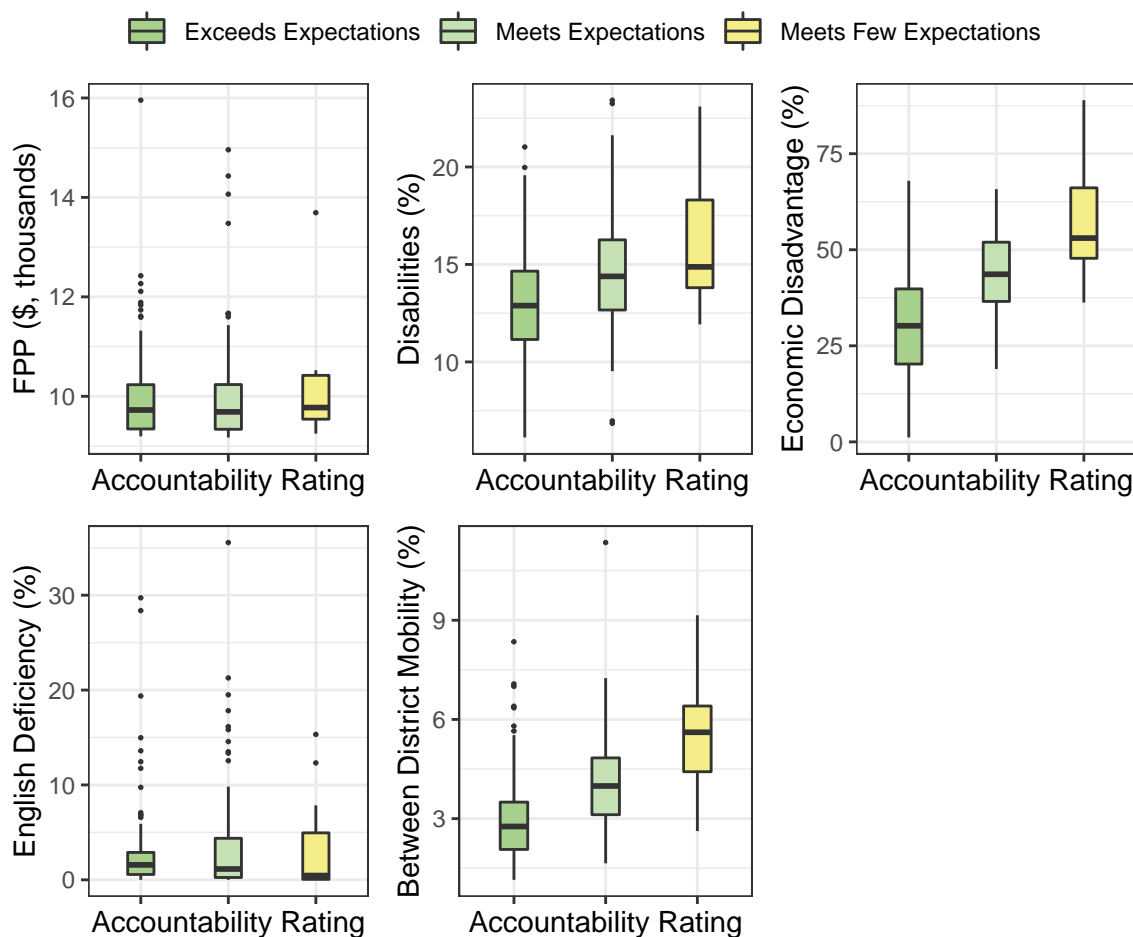 Exceeds Expectations Meets Expectations Meets Few Expectations
FPP ($, thousands)
16
14
12
10
Accountability Rating
Disabilities (%)
20
15
10
Accountability Rating
Economic Disadvantage (%)
75
50
25
0
Accountability Rating
English Deficiency (%)
30
20
10
0
Accountability Rating
Between District Mobility (%)
9
6
3
Accountability Rating